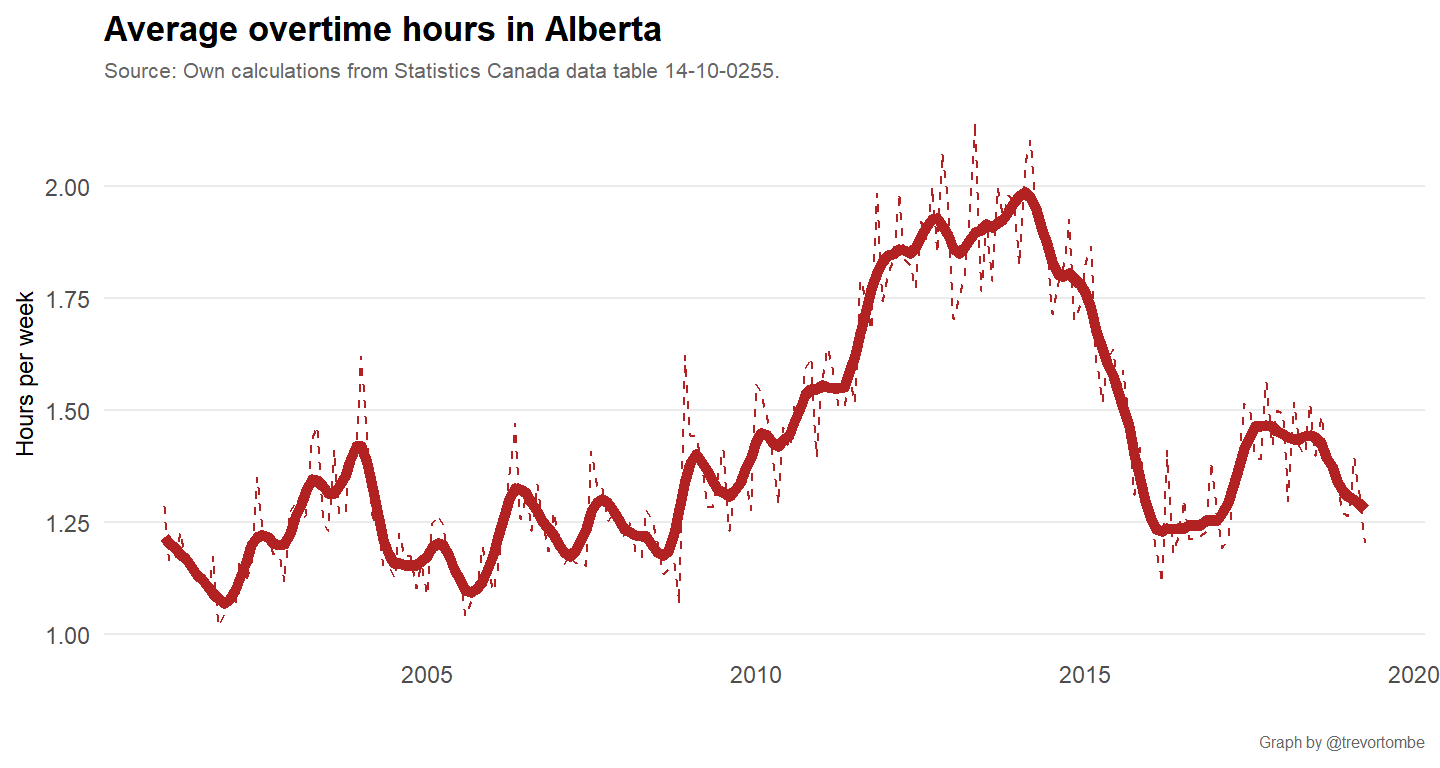 Average overtime hours in Alberta
Source: Own calculations from Statistics Canada data table 14-10-0255.
Hours per week
2.00
1.75
1.50
1.25
1.00
2005
2010
2015
2020
Graph by @trevortombe